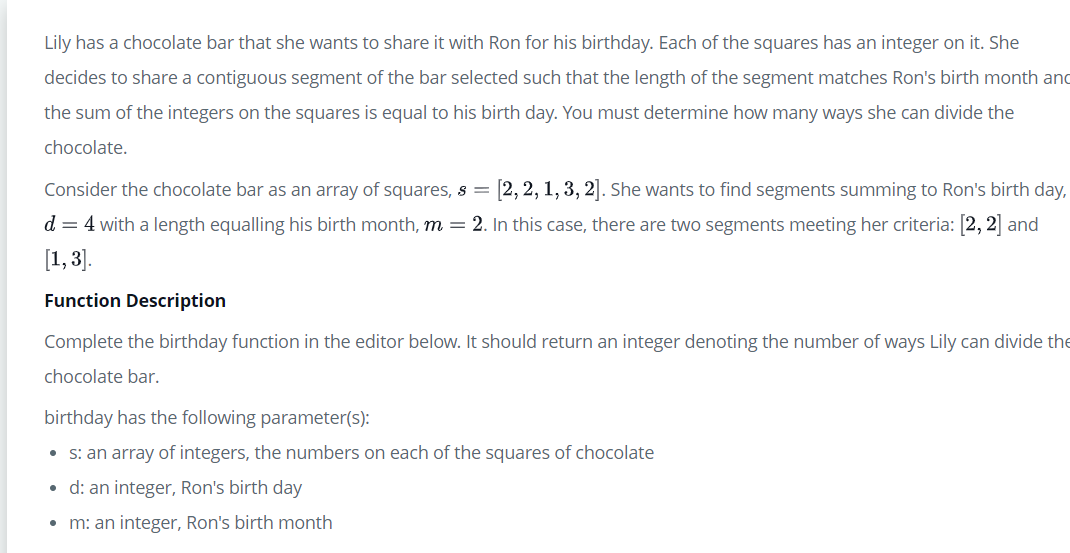 Lily has a chocolate bar that she wants to share it with Ron for his birthday. Each of the squares has an integer on it. She
decides to share a contiguous segment of the bar selected such that the length of the segment matches Ron's birth month and
the sum of the integers on the squares is equal to his birth day. You must determine how many ways she can divide the
chocolate.
Consider the chocolate bar as an array of squares, s = [2, 2, 1, 3, 2]. She wants to find segments summing to Ron's birth day,
d = 4 with a length equalling his birth month, m = 2. In this case, there are two segments meeting her criteria: [2, 2] and
[1, 3].
Function Description
Complete the birthday function in the editor below. It should return an integer denoting the number of ways Lily can divide the
chocolate bar.
birthday has the following parameter(s):
• s: an array of integers, the numbers on each of the squares of chocolate
• d: an integer, Ron's birth day
• m: an integer, Ron's birth month